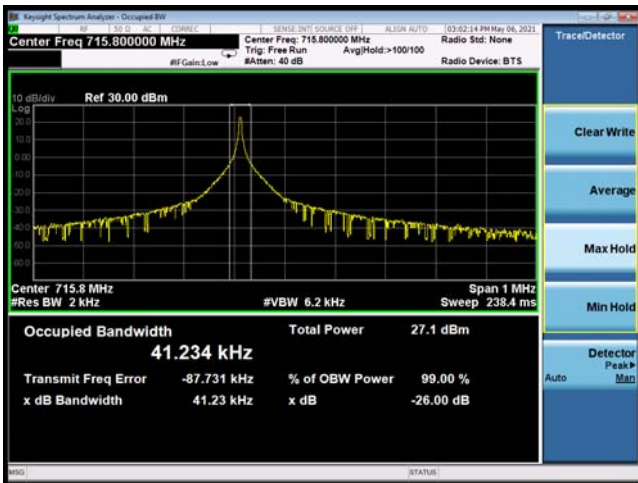 Keysight Spectrum Analyzer - Occupied BW
RF 50 Ω AC CORREC SENSE:INT SOURCE OFF ALIGN AUTO 03:02:14 PM May 06, 2021
Center Freq 715.800000 MHz Center Freq: 715.800000 MHz Radio Std: None
Trig: Free Run Avg|Hold:>100/100
#IFGain:Low #Atten: 40 dB Radio Device: BTS
Trace/Detector
10 dB/div Ref 30.00 dBm
Log
20.0
10.0
0.00
-10.0
-20.0
-30.0
-40.0
-50.0
-60.0
Center 715.8 MHz Span 1 MHz
#Res BW 2 kHz #VBW 6.2 kHz Sweep 238.4 ms
Occupied Bandwidth Total Power 27.1 dBm
41.234 kHz
Transmit Freq Error -87.731 kHz % of OBW Power 99.00 %
x dB Bandwidth 41.23 kHz x dB -26.00 dB
Clear Write
Average
Max Hold
Min Hold
Detector
Peak▶
Auto Man
MSG STATUS